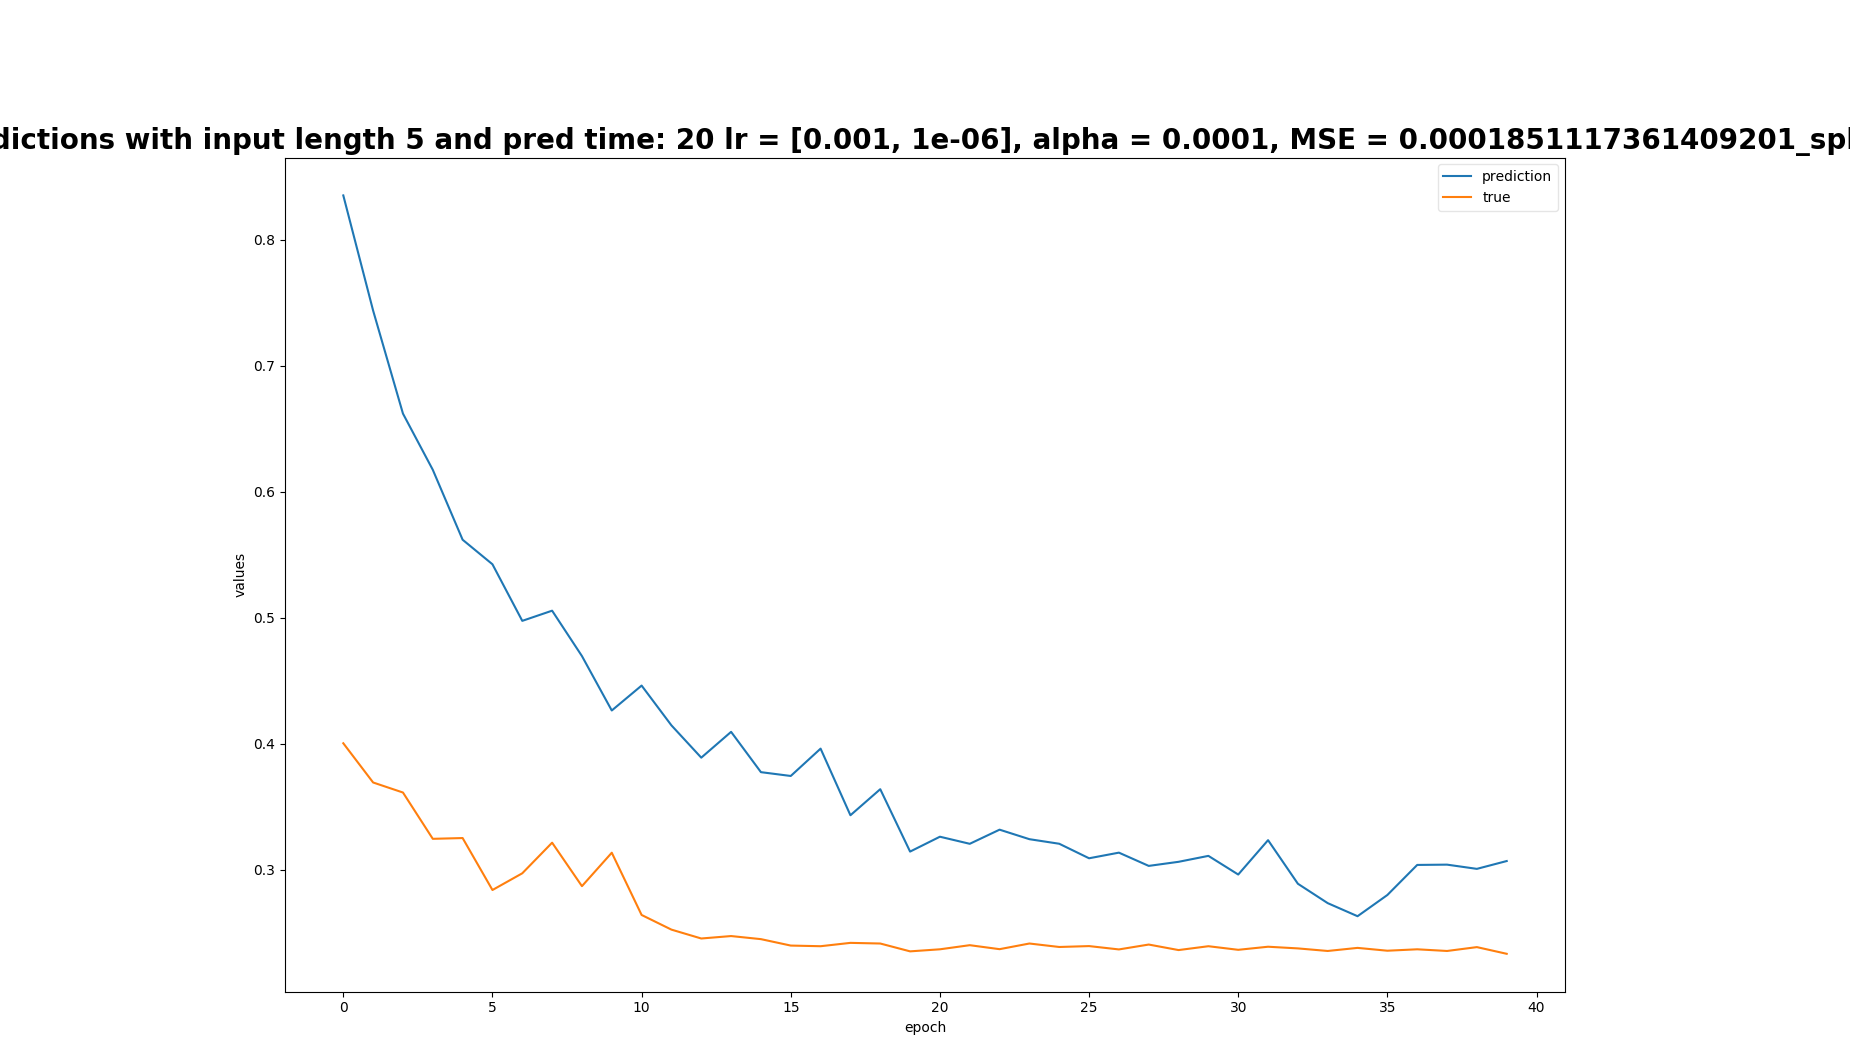 dictions with input length 5 and pred time: 20 lr = [0.001, 1e-06], alpha = 0.0001, MSE = 0.0001851117361409201_spl
prediction
true
0.8
0.7
0.6
0.5
0.4
0.3
values
0 5 10 15 20 25 30 35 40
epoch